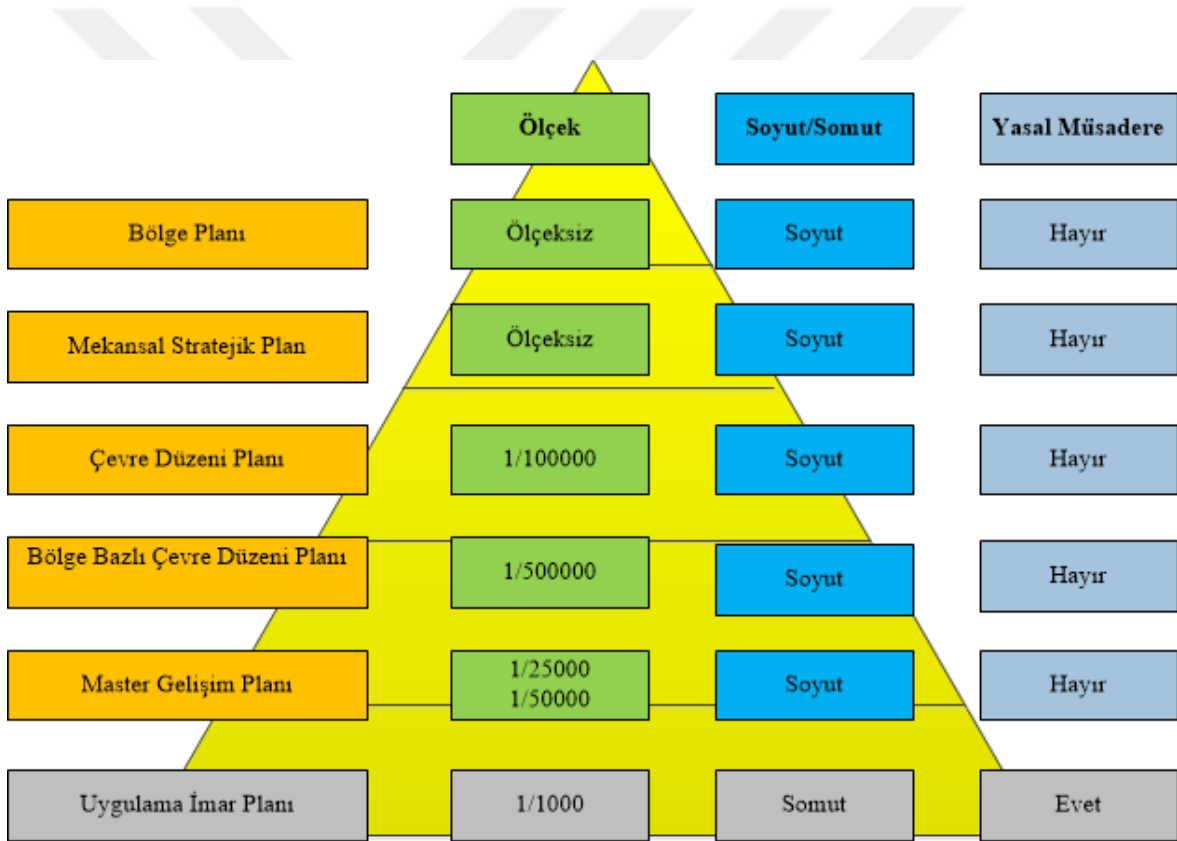 Ölçek Soyut/Somut Yasal Müsadere
Bölge Planı Ölçeksiz Soyut Hayır
Mekansal Stratejik Plan Ölçeksiz Soyut Hayır
Çevre Düzeni Planı 1/100000 Soyut Hayır
Bölge Bazlı Çevre Düzeni Planı 1/500000 Soyut Hayır
Master Gelişim Planı 1/25000 Soyut Hayır
1/50000
Uygulama İmar Planı 1/1000 Somut Evet